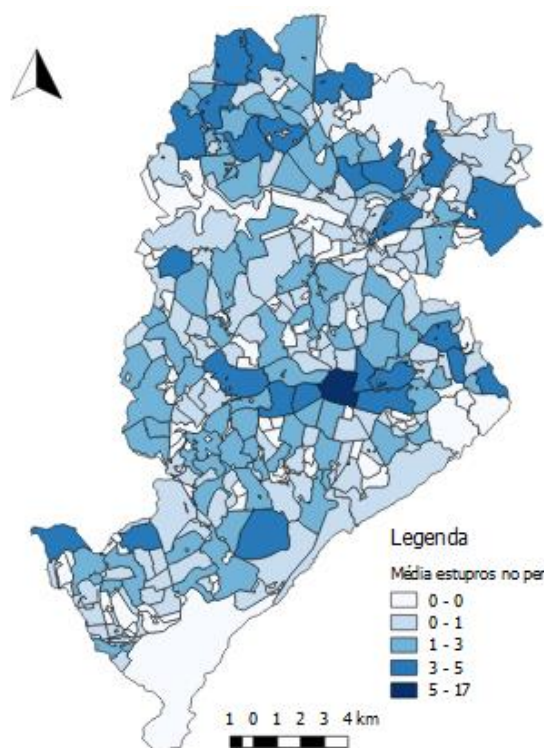 Legenda
Média estupros no per
0 - 0
0 - 1
1 - 3
3 - 5
5 - 17
1 0 1 2 3 4 km